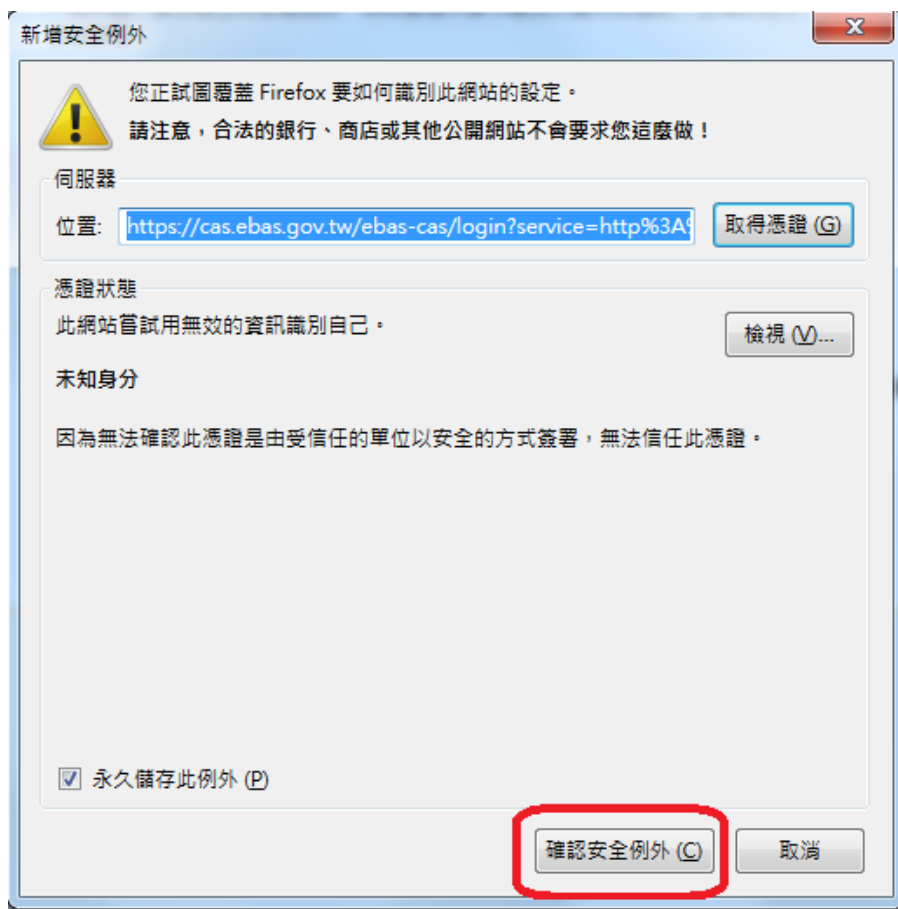 新增安全例外
您正試圖覆蓋 Firefox 要如何識別此網站的設定。
請注意，合法的銀行、商店或其他公開網站不會要求您這麼做！
伺服器
位置: https://cas.ebas.gov.tw/ebas-cas/login?service=http%3A% 取得憑證 (G)
憑證狀態
此網站嘗試用無效的資訊識別自己。
檢視 (V)...
未知身分
因為無法確認此憑證是由受信任的單位以安全的方式簽署，無法信任此憑證。
永久儲存此例外 (P)
確認安全例外 (C) 取消